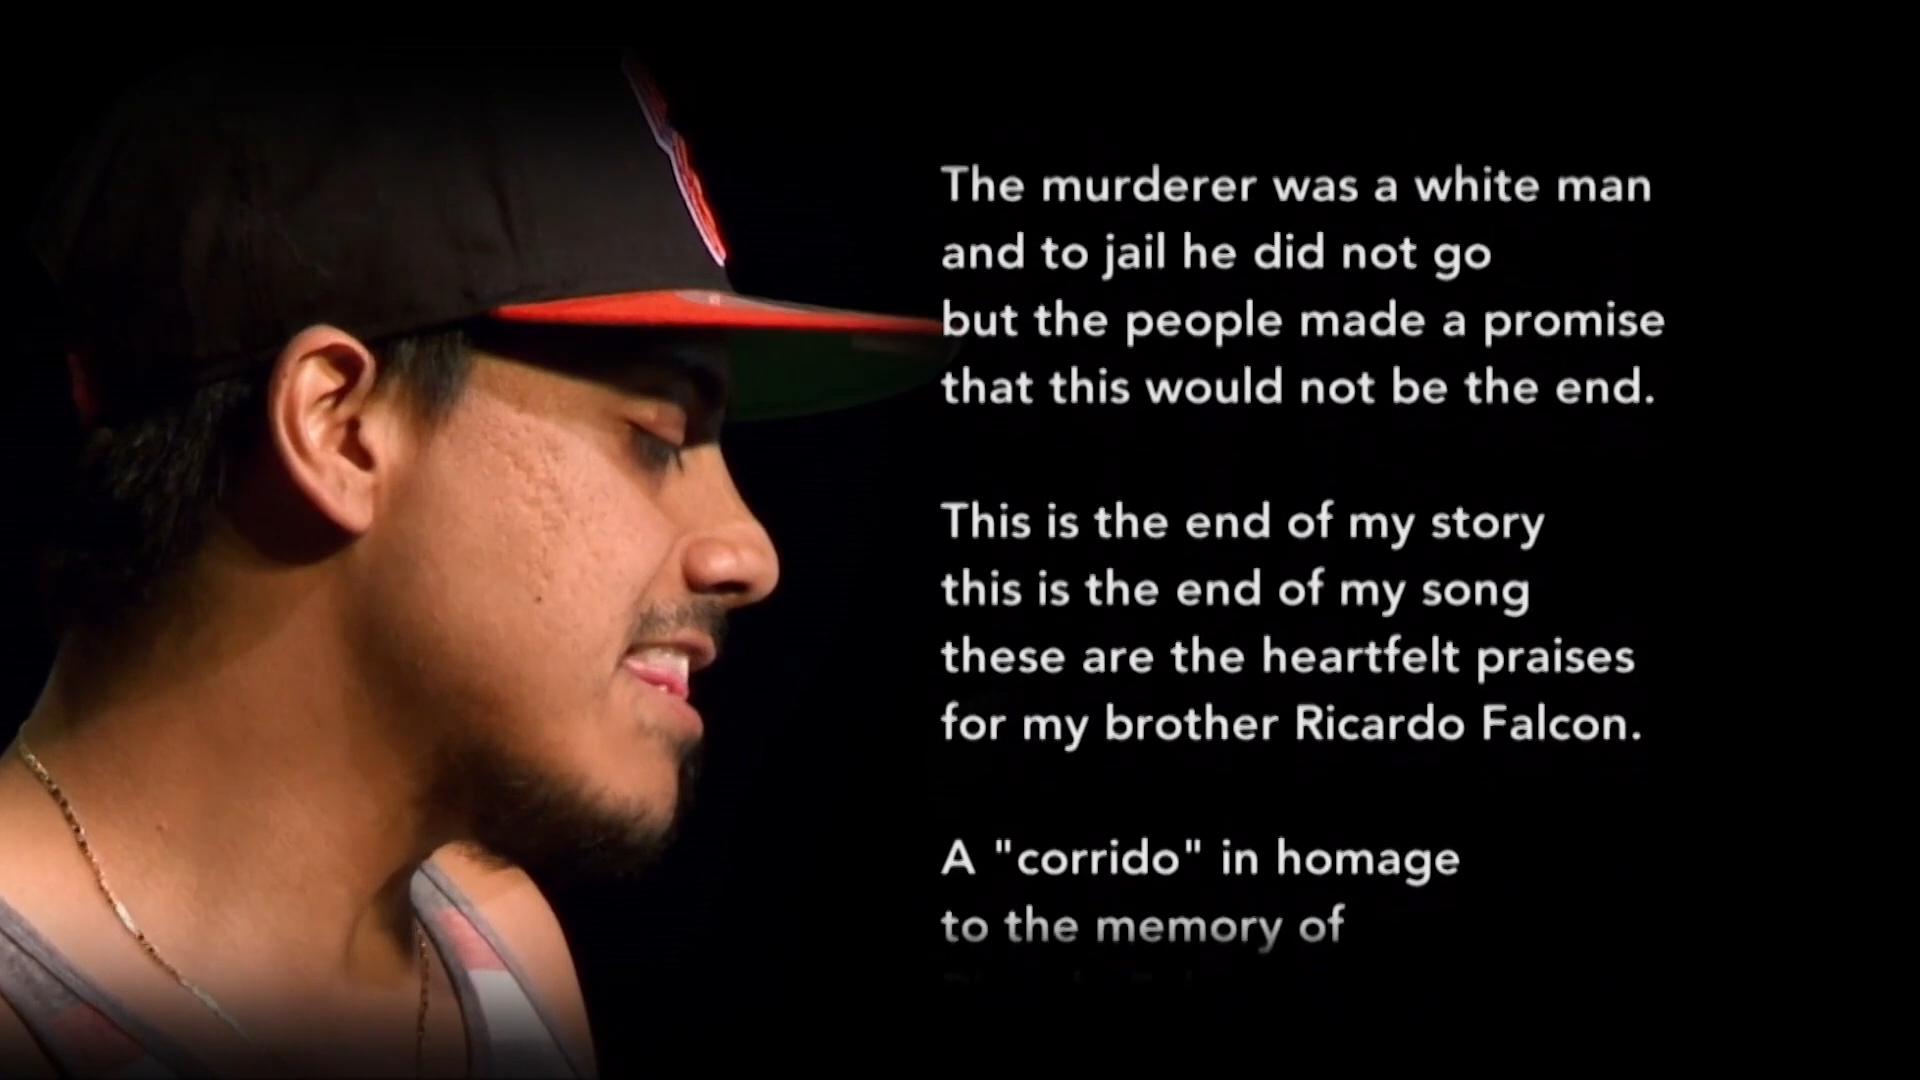 The murderer was a white man
and to jail he did not go
but the people made a promise
that this would not be the end.
This is the end of my story
this is the end of my song
these are the heartfelt praises
for my brother Ricardo Falcon.
A "corrido" in homage
to the memory of